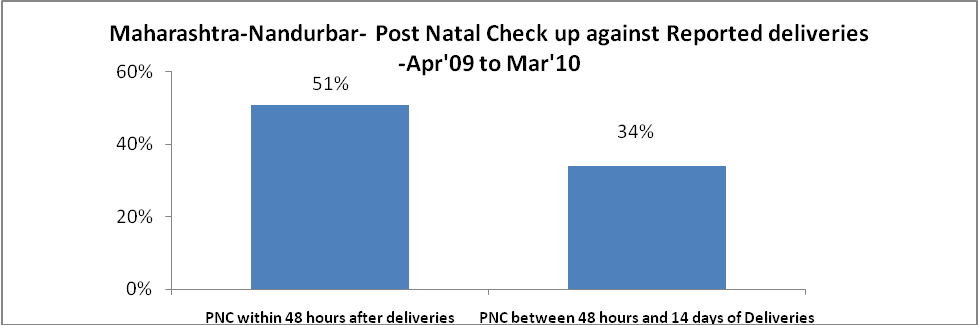 Maharashtra-Nandurbar- Post Natal Check up against Reported deliveries
-Apr'09 to Mar'10
60%
51%
40%
34%
20%
0%
PNC within 48 hours after deliveries
PNC between 48 hours and 14 days of Deliveries